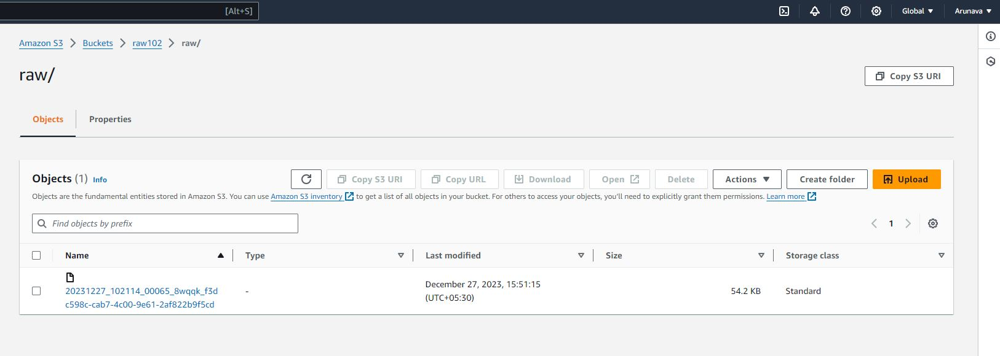 [Alt+S]
Global
Arunava
Amazon S3 > Buckets > raw102 > raw/
raw/
Copy S3 URI
Objects
Properties
Objects (1) Info
Copy S3 URI
Copy URL
Download
Open
Delete
Actions
Create folder
Upload
Objects are the fundamental entities stored in Amazon S3. You can use Amazon S3 inventory to get a list of all objects in your bucket. For others to access your objects, you'll need to explicitly grant them permissions. Learn more
Find objects by prefix
1
Name
Type
Last modified
Size
Storage class
20231227_102114_00065_8wqqk_f3d
c598c-cab7-4c00-9e61-2af822b9f5cd
-
December 27, 2023, 15:51:15
(UTC+05:30)
54.2 KB
Standard